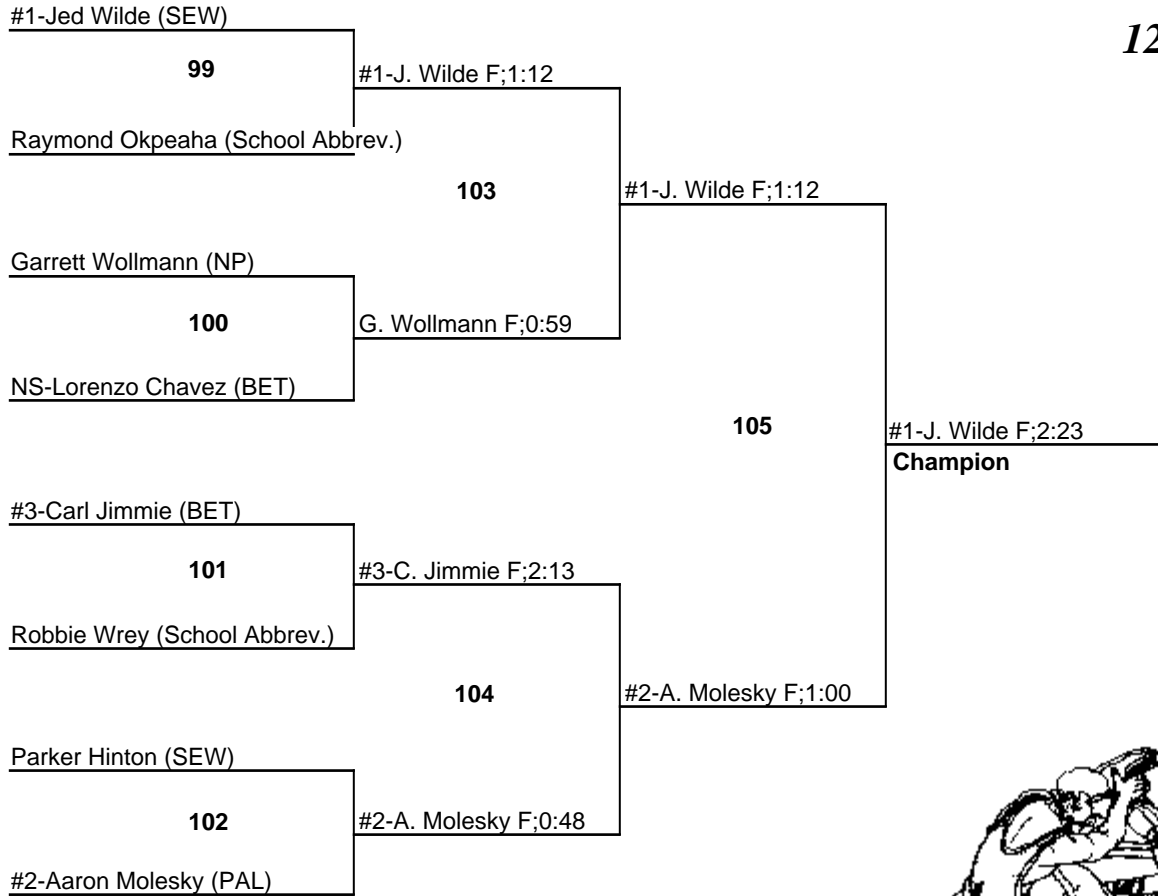 #1-Jed Wilde (SEW)
12
99
#1-J. Wilde F;1:12
Raymond Okpeaha (School Abbrev.)
103
#1-J. Wilde F;1:12
Garrett Wollmann (NP)
100
G. Wollmann F;0:59
NS-Lorenzo Chavez (BET)
105
#1-J. Wilde F;2:23
Champion
#3-Carl Jimmie (BET)
101
#3-C. Jimmie F;2:13
Robbie Wrey (School Abbrev.)
104
#2-A. Molesky F;1:00
Parker Hinton (SEW)
102
#2-A. Molesky F;0:48
#2-Aaron Molesky (PAL)